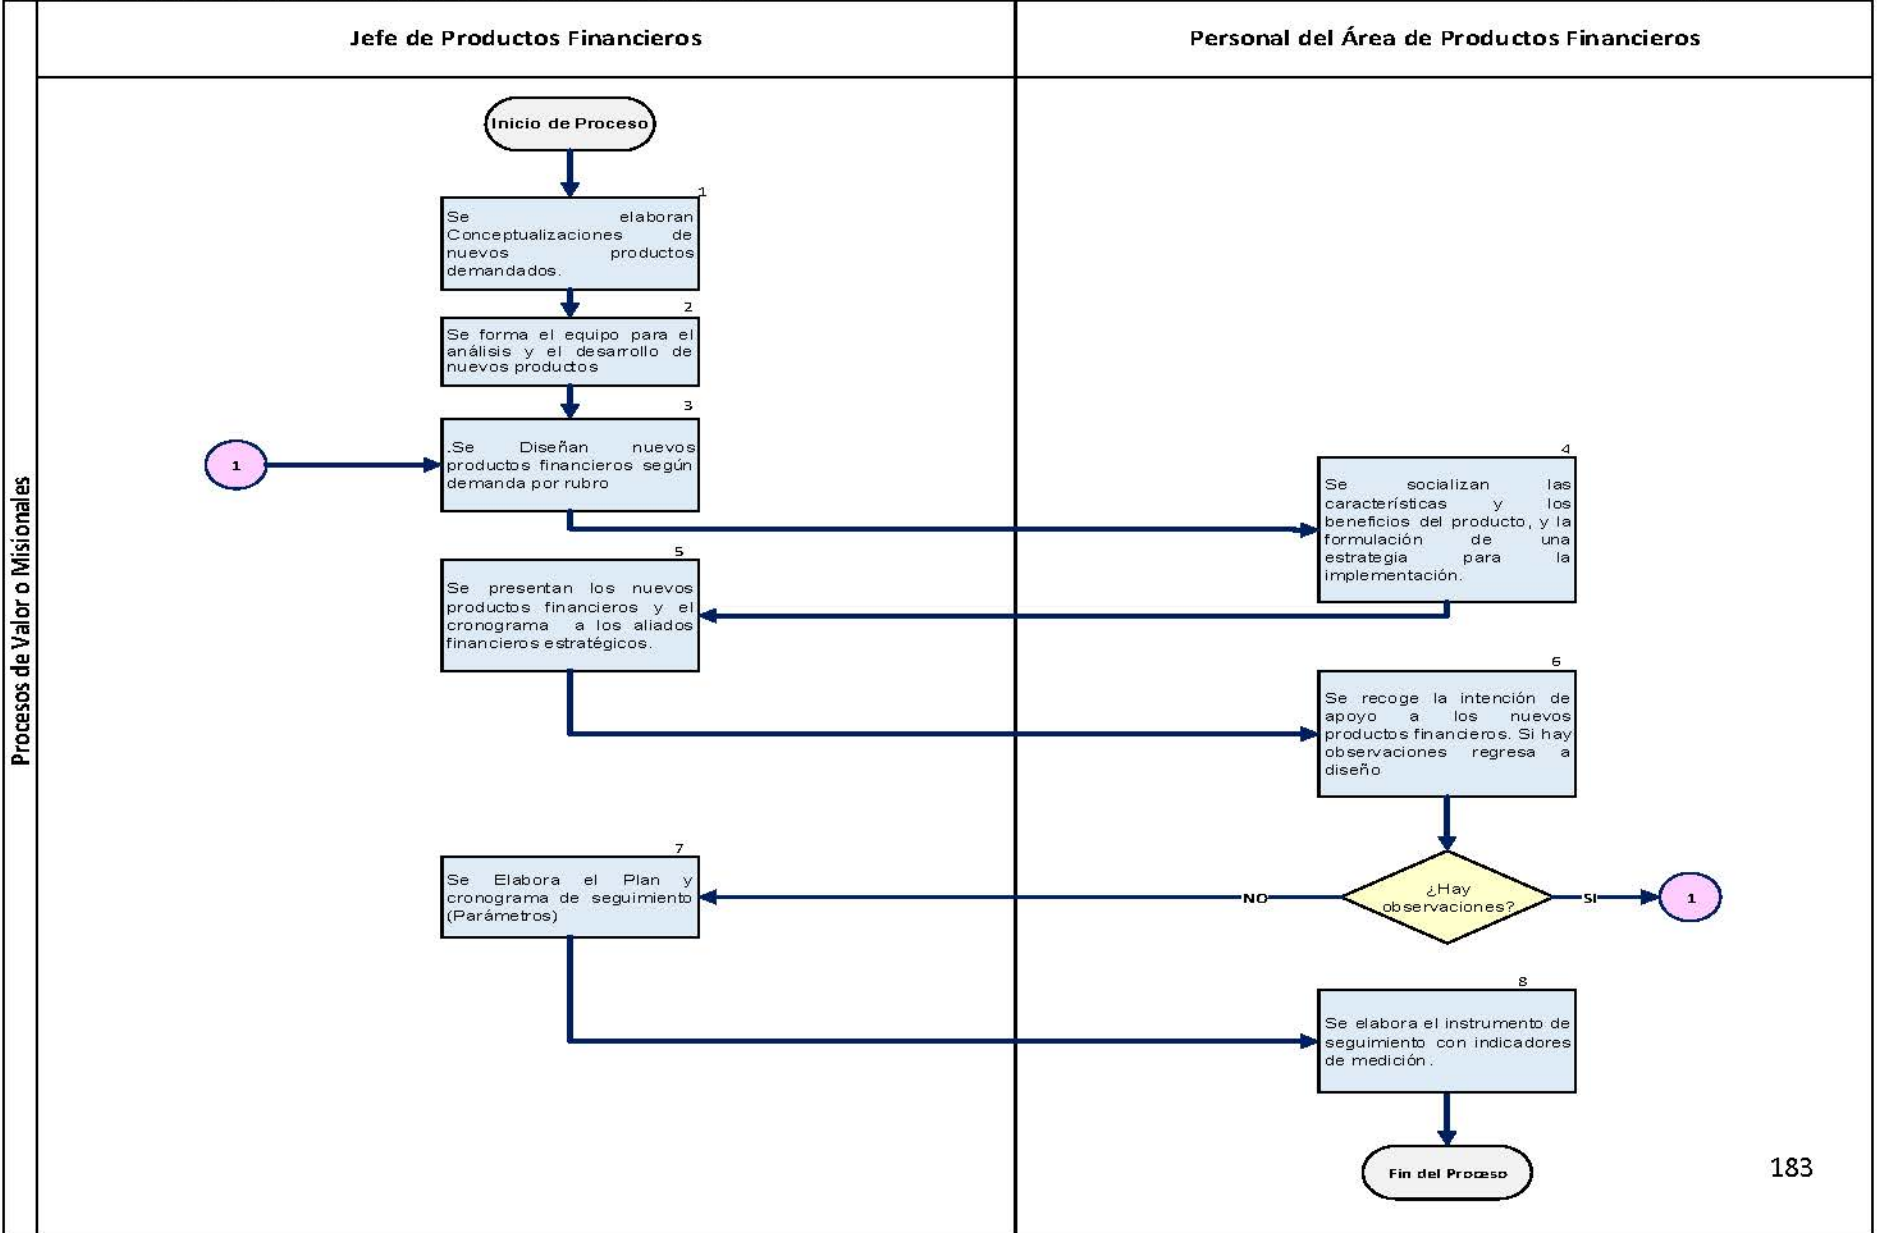 Jefe de Productos Financieros
Personal del Área de Productos Financieros
Procesos de Valor o Misionales
Inicio de Proceso
1
Se elaboran
Conceptualizaciones de
nuevos productos
demandados.
2
Se forma el equipo para el
análisis y el desarrollo de
nuevos productos
3
.Se Diseñan nuevos
productos financieros según
demanda por rubro
1
4
Se socializan las
características y los
beneficios del producto, y la
formulación de una
estrategia para la
implementación.
5
Se presentan los nuevos
productos financieros y el
cronograma a los aliados
financieros estratégicos.
6
Se recoge la intención de
apoyo a los nuevos
productos financieros. Si hay
observaciones regresa a
diseño
¿Hay
observaciones?
NO
SI
1
7
Se Elabora el Plan y
cronograma de seguimiento
(Parámetros)
8
Se elabora el instrumento de
seguimiento con indicadores
de medición.
Fin del Proceso
183